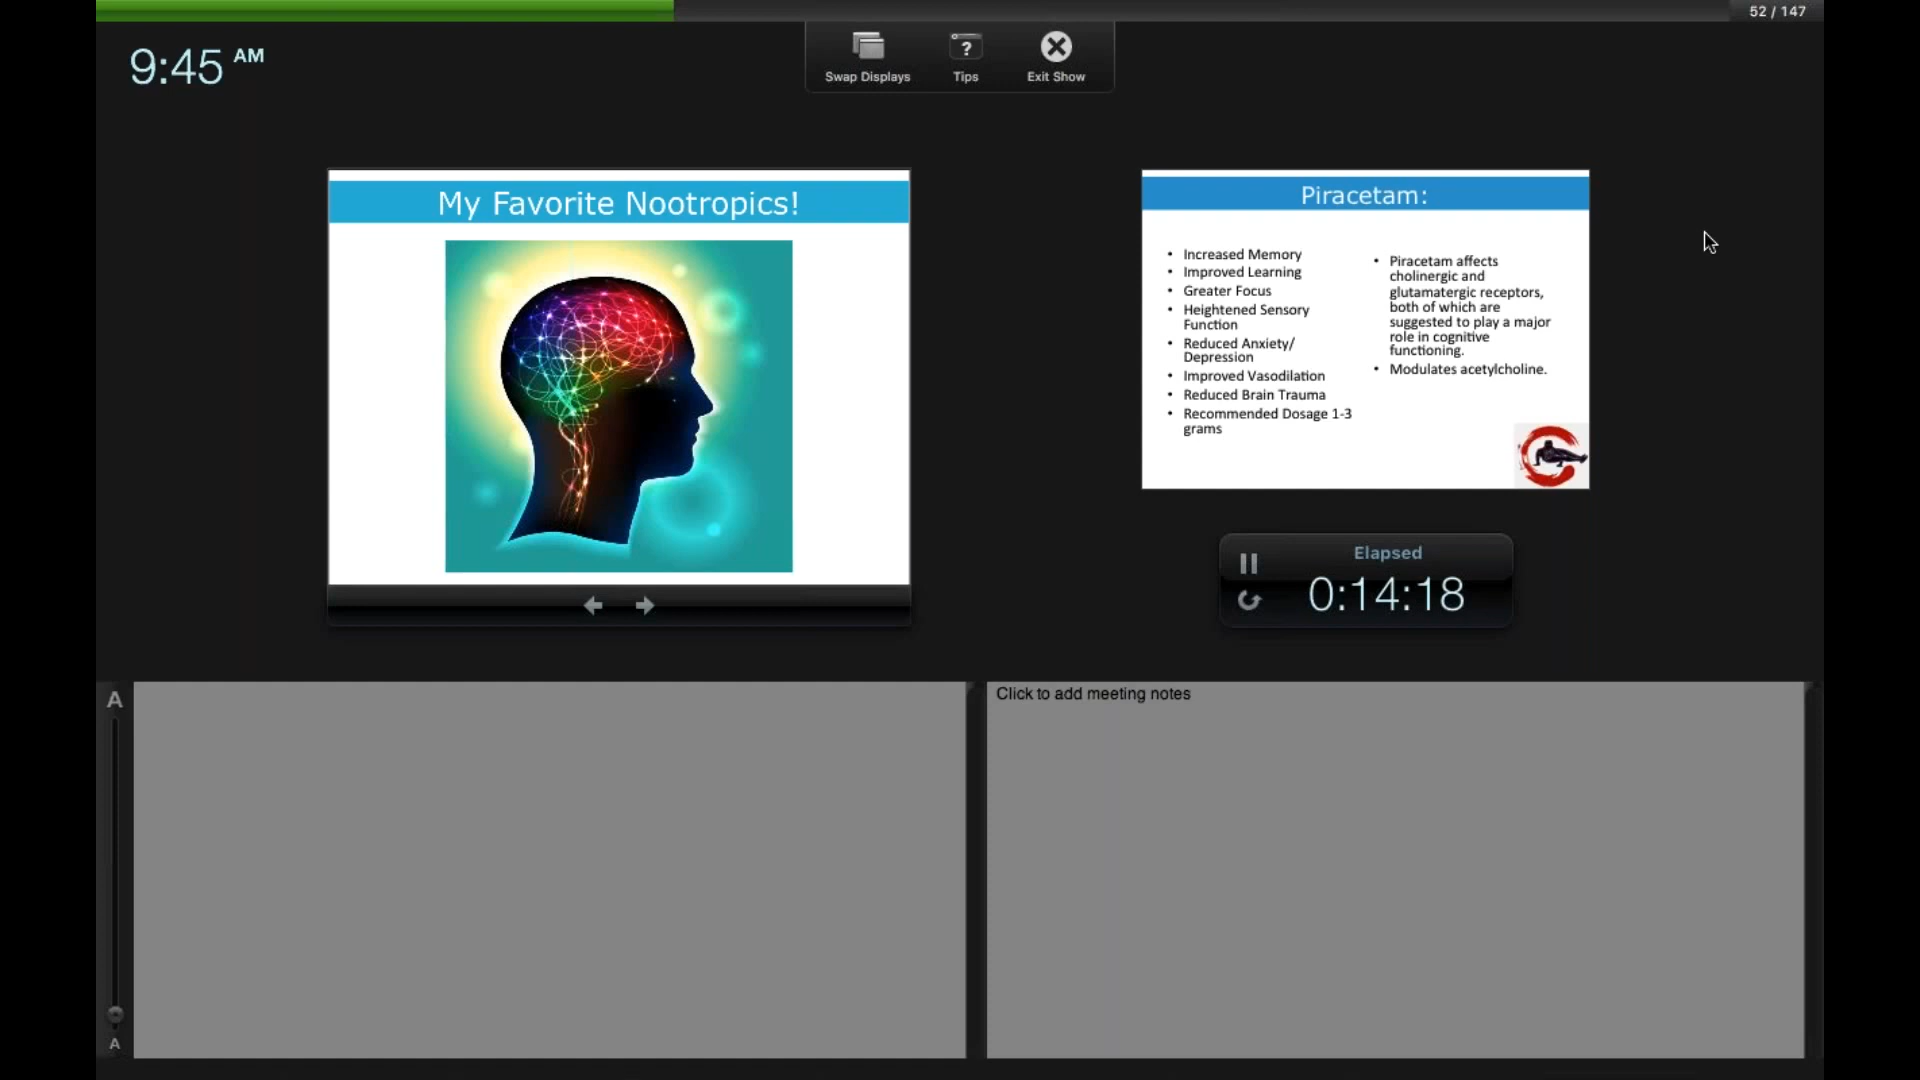 52 / 147
9:45 AM
Swap Displays
Tips
Exit Show
My Favorite Nootropics!
Piracetam:
• Increased Memory
• Improved Learning
• Greater Focus
• Heightened Sensory
Function
• Reduced Anxiety/
Depression
• Improved Vasodilation
• Reduced Brain Trauma
• Recommended Dosage 1-3
grams
• Piracetam affects
cholinergic and
glutamatergic receptors,
both of which are
suggested to play a major
role in cognitive
functioning.
• Modulates acetylcholine.
Elapsed
0:14:18
A
A
Click to add meeting notes